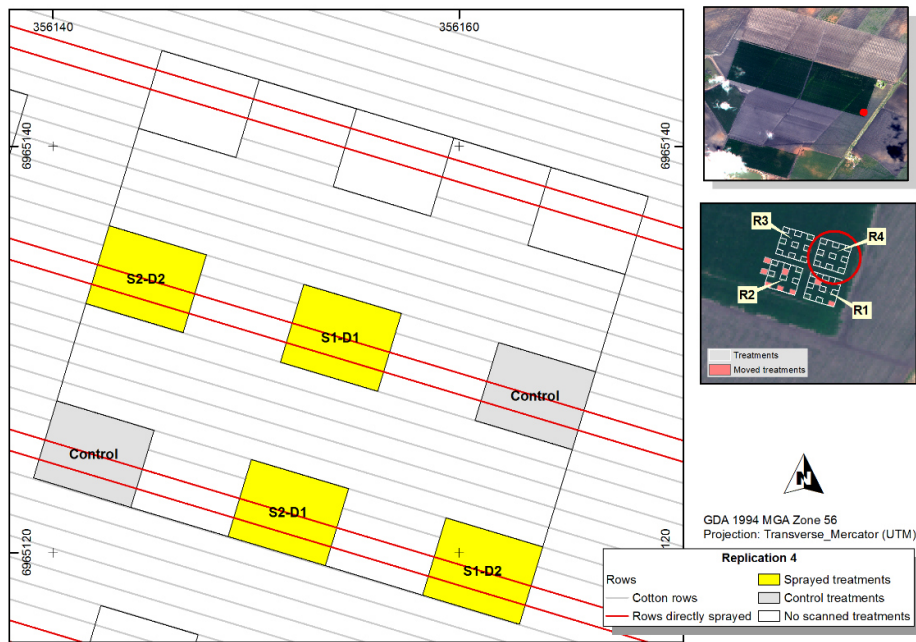 356140
356160
6965140
6965140
S2-D2
S1-D1
Control
Control
S2-D1
S1-D2
6965120
6965120
R3
R4
R2
R1
Treatments
Moved treatments
N
GDA 1994 MGA Zone 56
Projection: Transverse_Mercator (UTM)
Replication 4
Rows
Cotton rows
Rows directly sprayed
Sprayed treatments
Control treatments
No scanned treatments